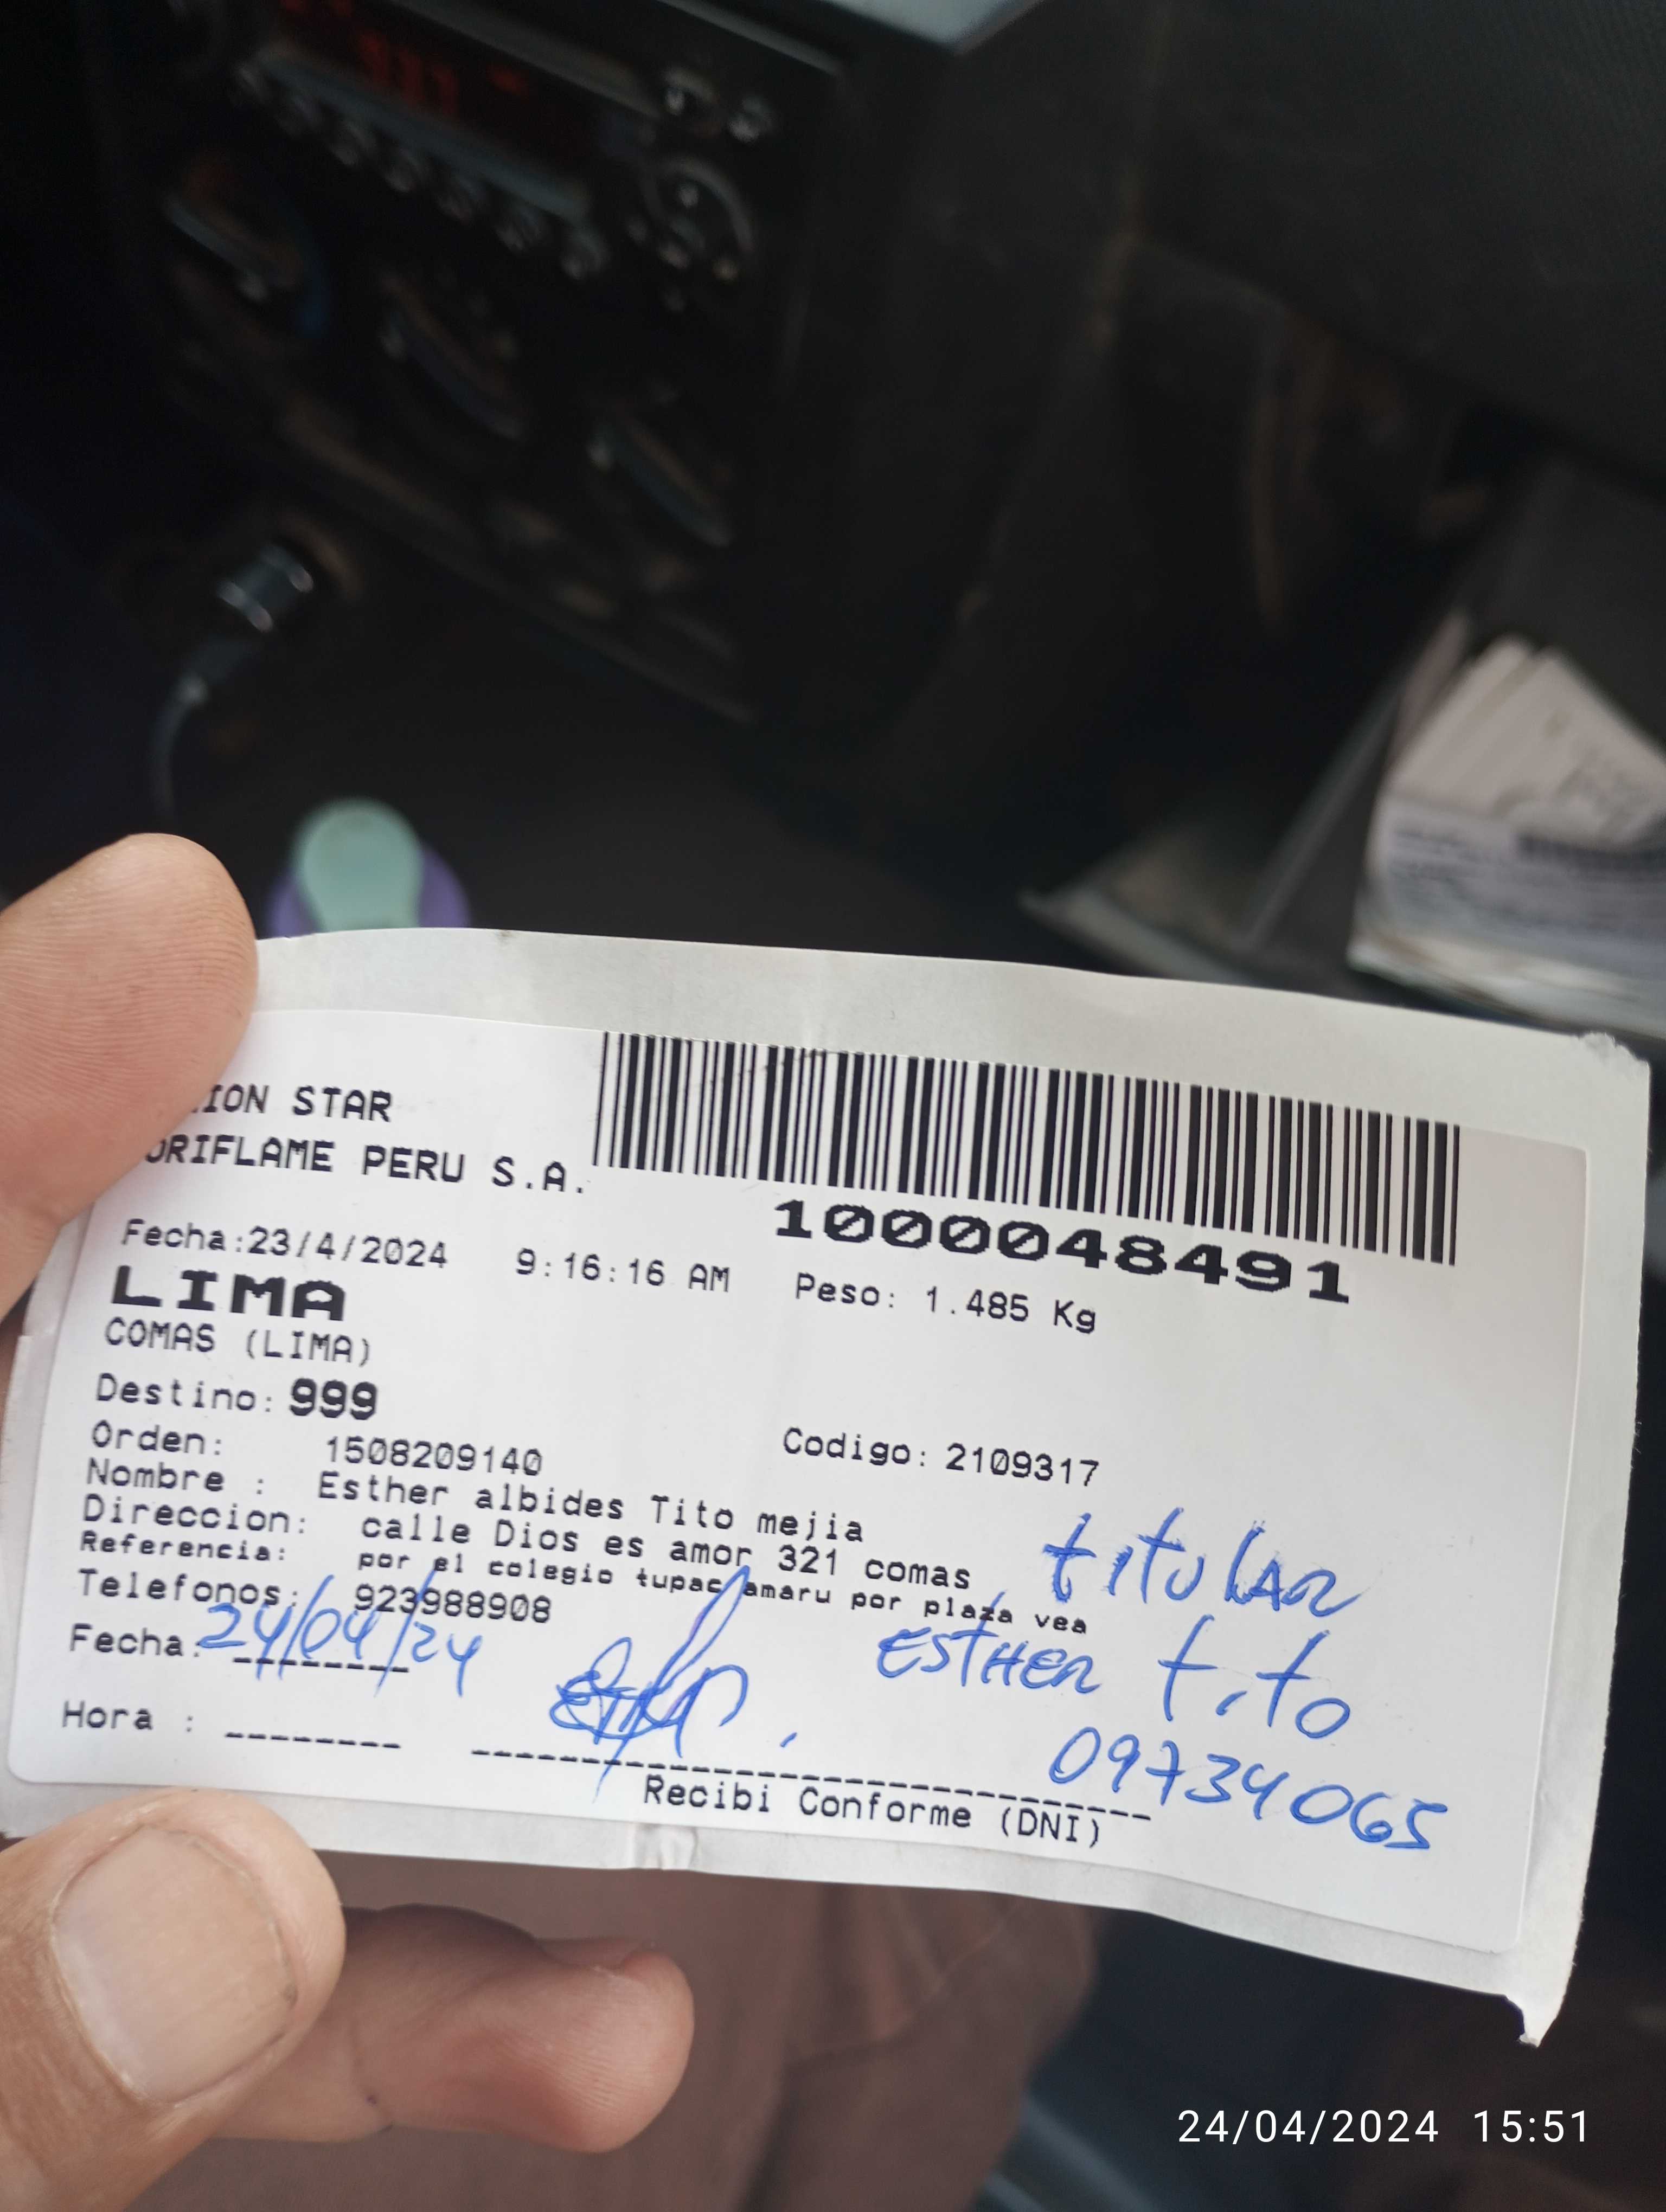 ION STAR
ORIFLAME PERU S.A.
1000048491
Fecha:23/4/2024 9:16:16 AM Peso: 1.485 Kg
LIMA
COMAS (LIMA)
Destino: 999
Orden: 1508209140 Codigo: 2109317
Nombre : Esther albides Tito mejia
Direccion: calle Dios es amor 321 comas
Referencia: por el colegio tupac amaru por plaza vea
Telefonos: 923988908
titular
Fecha: 24/04/24
ESTHER tito
Hora :
09734065
Recibi Conforme (DNI)
24/04/2024 15:51